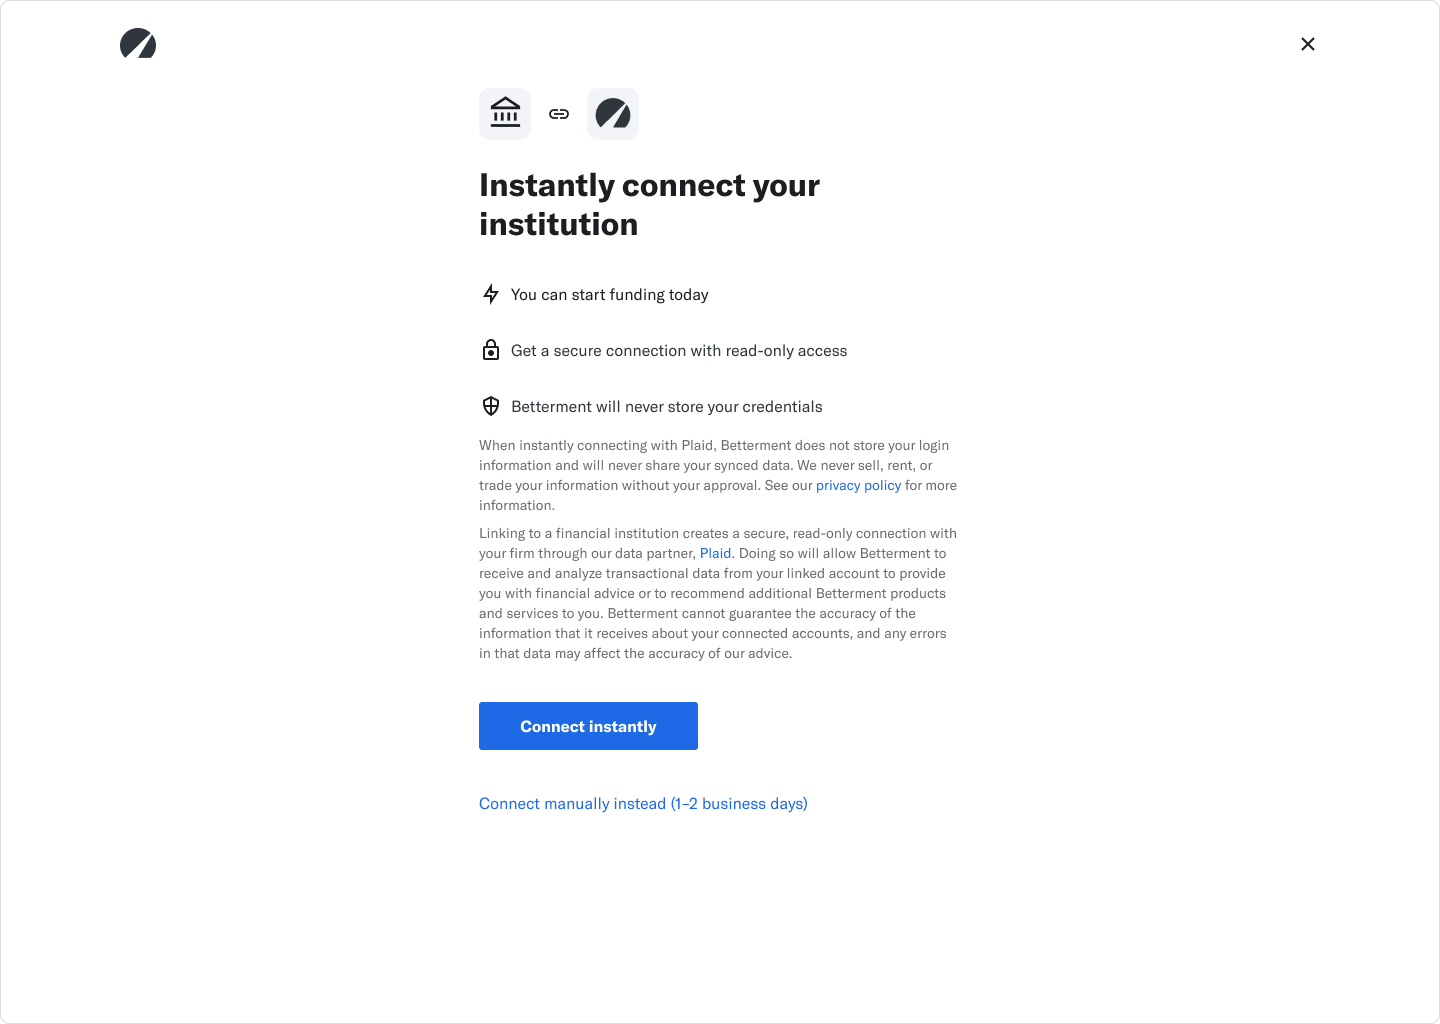 Instantly connect your
institution
You can start funding today
Get a secure connection with read-only access
Betterment will never store your credentials
When instantly connecting with Plaid, Betterment does not store your login
information and will never share your synced data. We never sell, rent, or
trade your information without your approval. See our privacy policy for more
information.
Linking to a financial institution creates a secure, read-only connection with
your firm through our data partner, Plaid. Doing so will allow Betterment to
receive and analyze transactional data from your linked account to provide
you with financial advice or to recommend additional Betterment products
and services to you. Betterment cannot guarantee the accuracy of the
information that it receives about your connected accounts, and any errors
in that data may affect the accuracy of our advice.
Connect instantly
Connect manually instead (1–2 business days)